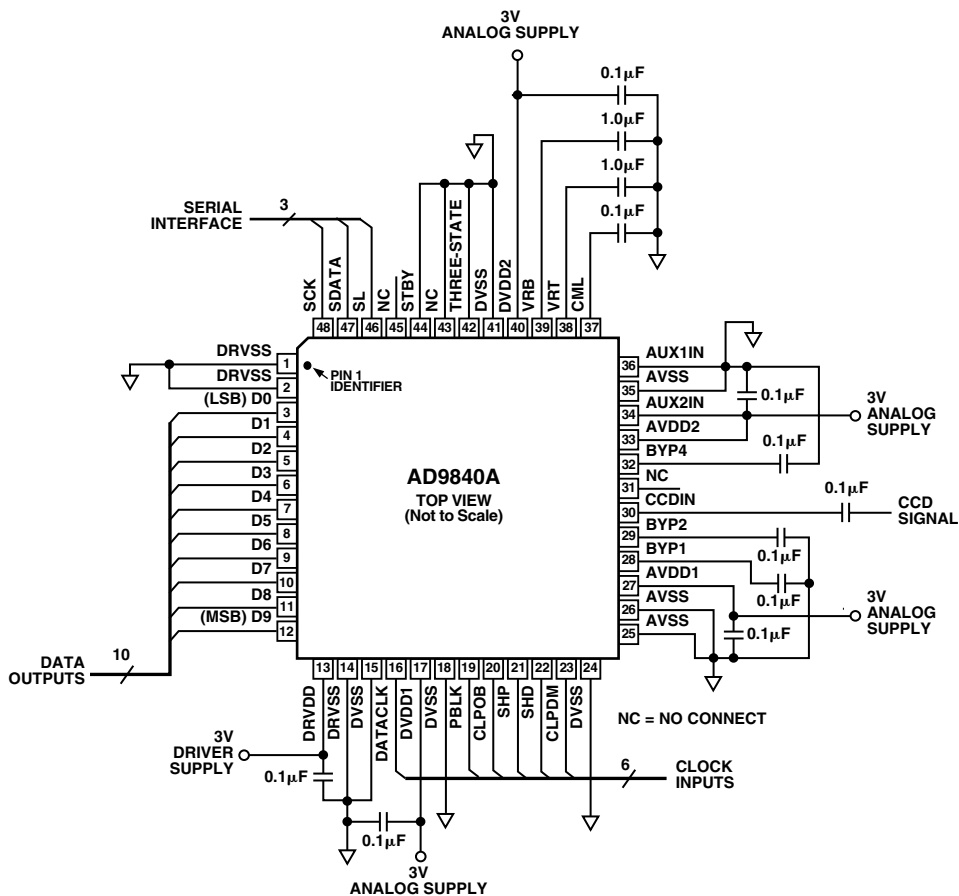 3V
ANALOG SUPPLY
0.1µF
1.0µF
1.0µF
0.1µF
SERIAL
INTERFACE
3
SCK
SDATA
SL
NC
STBY
NC
THREE-STATE
DVSS
DVDD2
VRB
VRT
CML
48
47
46
45
44
43
42
41
40
39
38
37
DRVSS
1
DRVSS
2
(LSB) D0
3
D1
4
D2
5
D3
6
D4
7
D5
8
D6
9
D7
10
D8
11
(MSB) D9
12
PIN 1
IDENTIFIER
AD9840A
TOP VIEW
(Not to Scale)
36
AUX1IN
35
AVSS
34
AUX2IN
33
AVDD2
32
BYP4
31
NC
30
CCDIN
29
BYP2
28
BYP1
27
AVDD1
26
AVSS
25
AVSS
0.1µF
3V
ANALOG
SUPPLY
0.1µF
0.1µF
CCD
SIGNAL
0.1µF
0.1µF
3V
ANALOG
SUPPLY
0.1µF
DATA
OUTPUTS
10
13
14
15
16
17
18
19
20
21
22
23
24
DRVDD
DRVSS
DVSS
DATACLK
DVDD1
DVSS
PBLK
CLPOB
SHP
SHD
CLPDM
DVSS
NC = NO CONNECT
3V
DRIVER
SUPPLY
0.1µF
6
CLOCK
INPUTS
0.1µF
3V
ANALOG SUPPLY